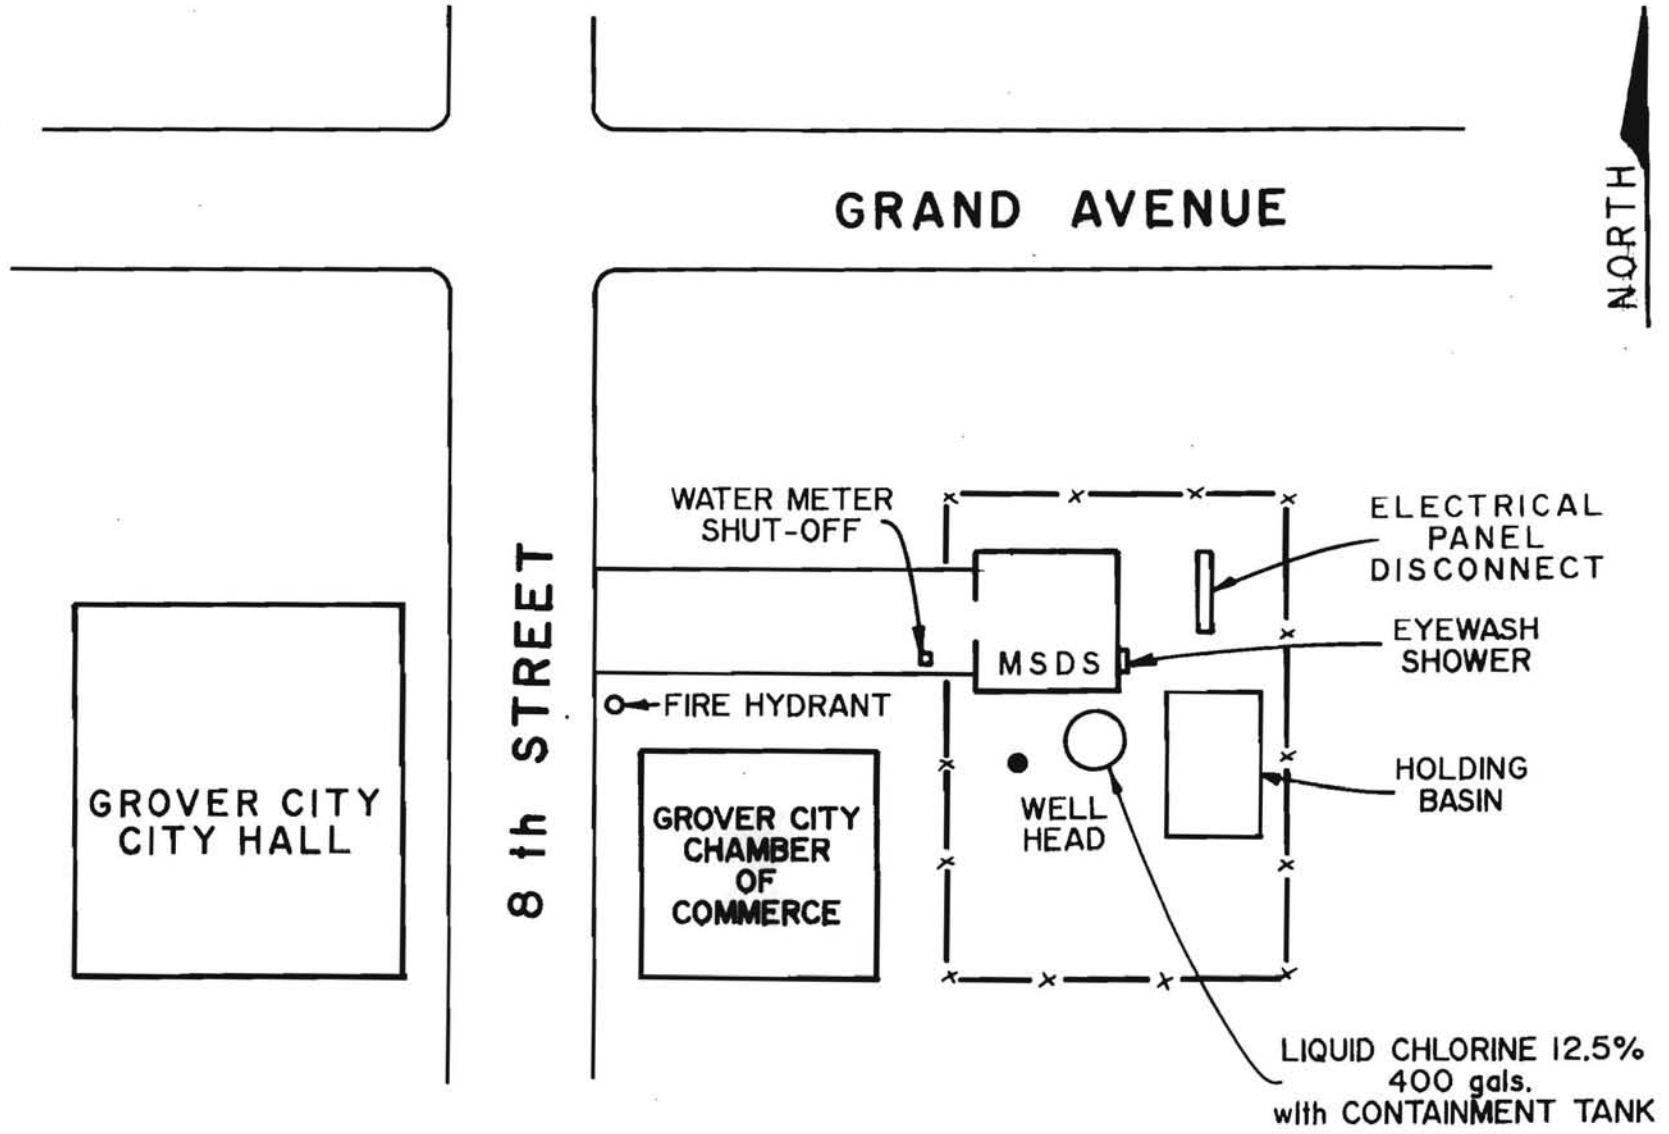 GRAND AVENUE
NORTH
WATER METER
SHUT-OFF
ELECTRICAL
PANEL
DISCONNECT
EYEWASH
SHOWER
MSDS
FIRE HYDRANT
8th STREET
GROVER CITY
CITY HALL
GROVER CITY
CHAMBER
OF
COMMERCE
WELL
HEAD
HOLDING
BASIN
LIQUID CHLORINE 12.5%
400 gals.
with CONTAINMENT TANK